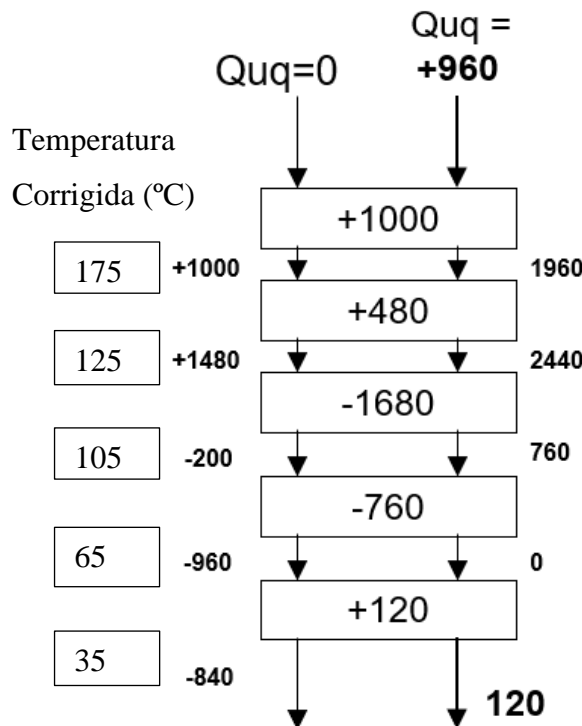 Quq =
Quq=0 +960
Temperatura
Corrigida (ºC)
+1000
175 +1000 1960
+480
125 +1480 2440
-1680
105 -200 760
-760
65 -960 0
+120
35 -840 120